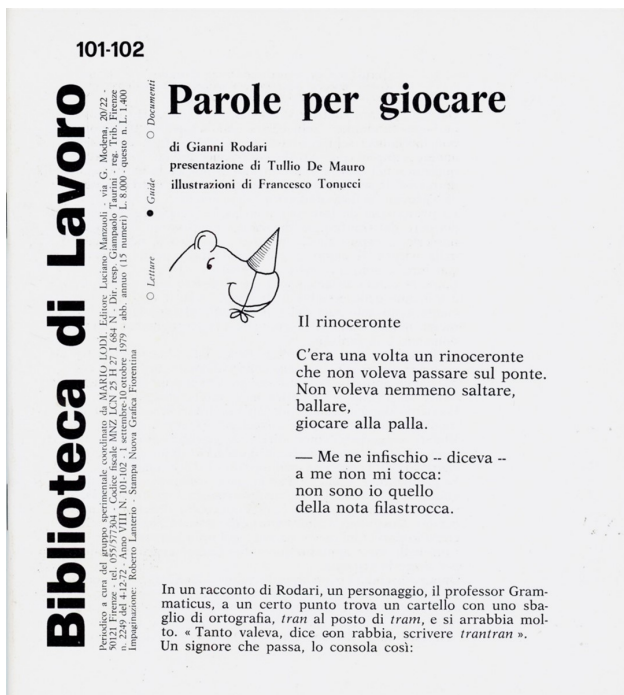 101-102
Biblioteca di Lavoro
Periodico a cura del gruppo sperimentale coordinato da MARIO LODI. Editore Luciano Manzuoli - via G. Modena, 20/22 -
50121 Firenze - tel. 055/577304 - Codice fiscale MNZ LCN 25 H 27 I 684 N - Dir. resp. Giampaolo Taurini - reg. Trib. Firenze
n. 2249 del 4-12-72 - Anno VIII N. 101-102 - 1 settembre-10 ottobre 1979 - abb. annuo (15 numeri) L. 8.000 - questo n. L. 1.400
Impaginazione: Roberto Lanterio - Stampa Nuova Grafica Fiorentina
○ Letture ● Guide ○ Documenti
Parole per giocare
di Gianni Rodari
presentazione di Tullio De Mauro
illustrazioni di Francesco Tonucci
Il rinoceronte
C'era una volta un rinoceronte
che non voleva passare sul ponte.
Non voleva nemmeno saltare,
ballare,
giocare alla palla.
— Me ne infischio -- diceva --
a me non mi tocca:
non sono io quello
della nota filastrocca.
In un racconto di Rodari, un personaggio, il professor Gram-
maticus, a un certo punto trova un cartello con uno sba-
glio di ortografia, tran al posto di tram, e si arrabbia mol-
to. « Tanto valeva, dice con rabbia, scrivere trantran ».
Un signore che passa, lo consola così: